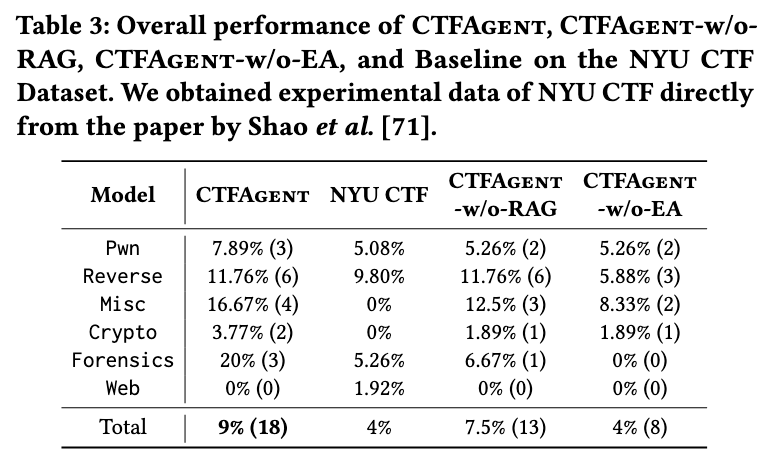 Table 3: Overall performance of CTFAgent, CTFAgent-w/o-
RAG, CTFAgent-w/o-EA, and Baseline on the NYU CTF
Dataset. We obtained experimental data of NYU CTF directly
from the paper by Shao et al. [71].
Model CTFAgent NYU CTF CTFAgent -w/o-RAG CTFAgent -w/o-EA
Pwn 7.89% (3) 5.08% 5.26% (2) 5.26% (2)
Reverse 11.76% (6) 9.80% 11.76% (6) 5.88% (3)
Misc 16.67% (4) 0% 12.5% (3) 8.33% (2)
Crypto 3.77% (2) 0% 1.89% (1) 1.89% (1)
Forensics 20% (3) 5.26% 6.67% (1) 0% (0)
Web 0% (0) 1.92% 0% (0) 0% (0)
Total 9% (18) 4% 7.5% (13) 4% (8)